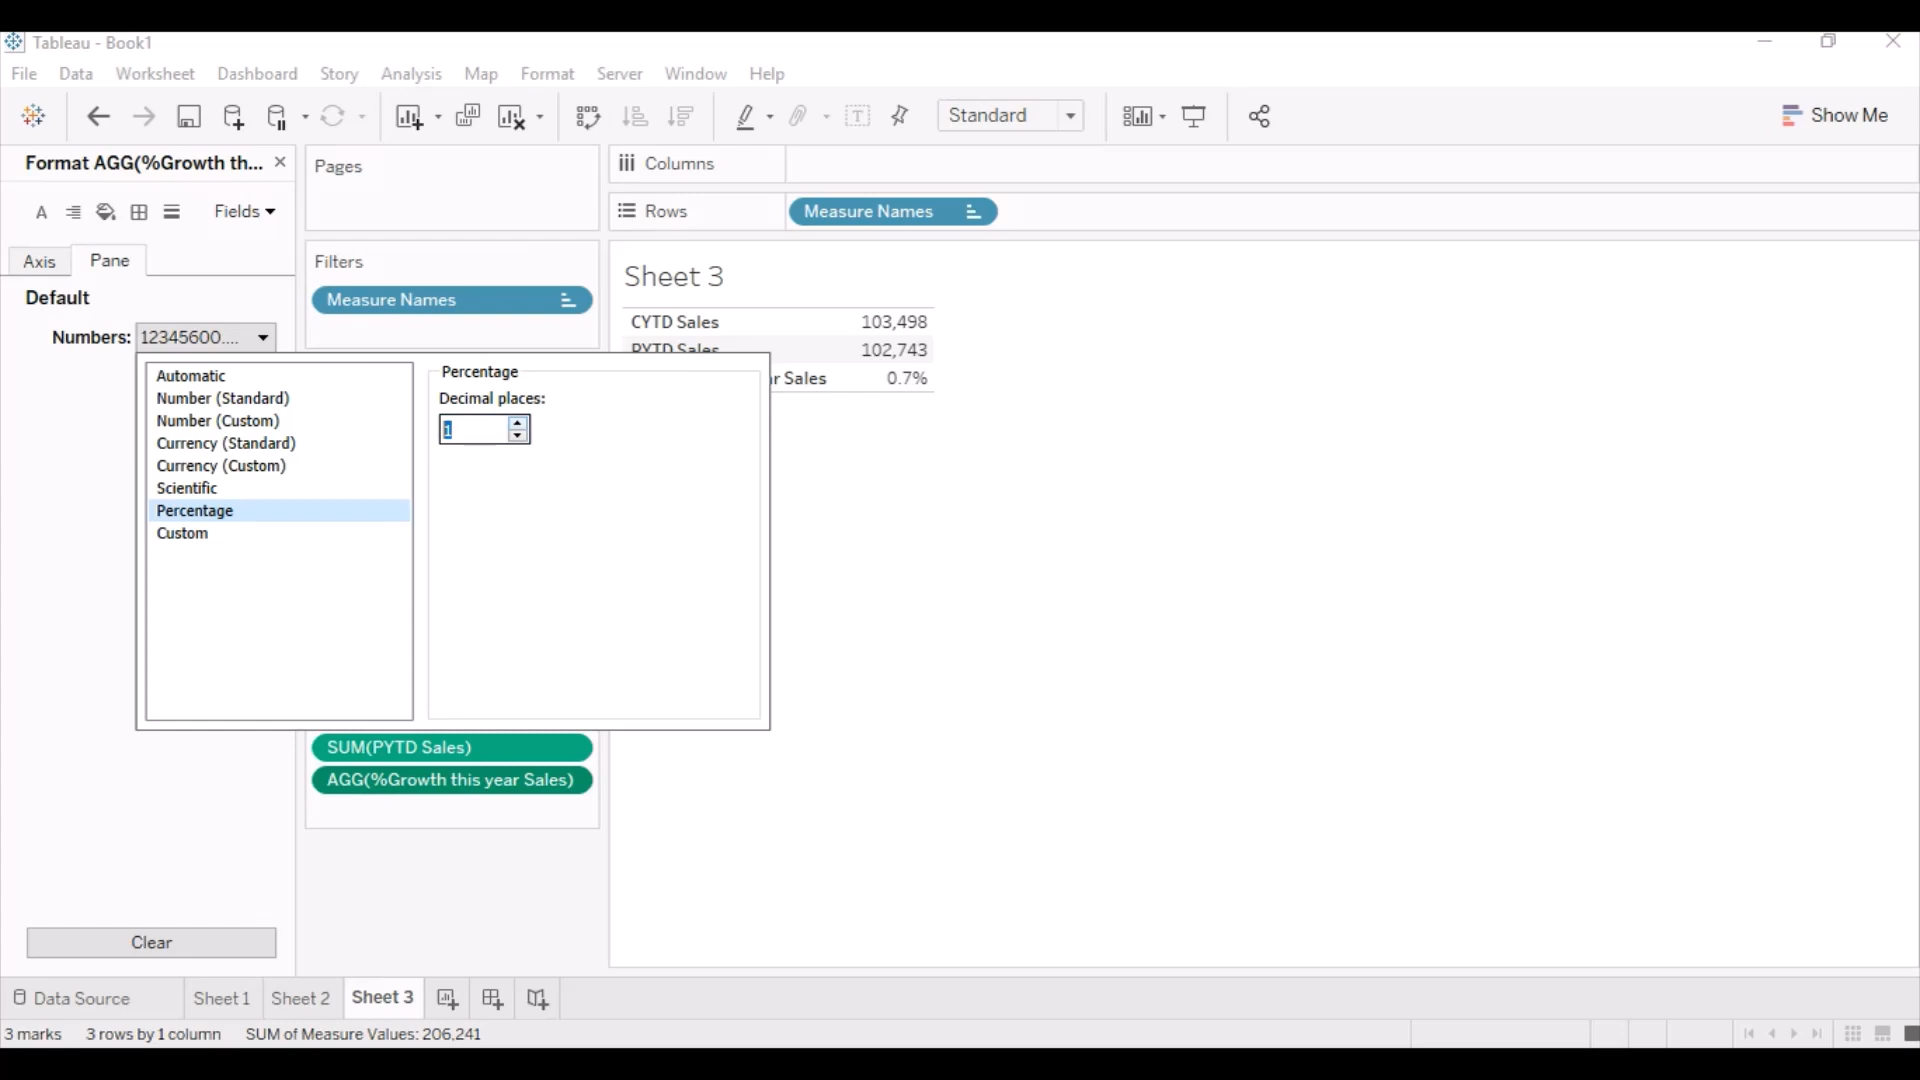 Tableau - Book1
File Data Worksheet Dashboard Story Analysis Map Format Server Window Help
Standard
Show Me
Format AGG(%Growth th...
Pages
Columns
A
Fields
Rows
Measure Names
Axis
Pane
Filters
Measure Names
Sheet 3
Default
Numbers: 12345600....
CYTD Sales 103,498
PYTD Sales 102,743
r Sales 0.7%
Automatic
Number (Standard)
Number (Custom)
Currency (Standard)
Currency (Custom)
Scientific
Percentage
Custom
Percentage
Decimal places:
1
SUM(PYTD Sales)
AGG(%Growth this year Sales)
Clear
Data Source Sheet 1 Sheet 2 Sheet 3
3 marks 3 rows by 1 column SUM of Measure Values: 206,241